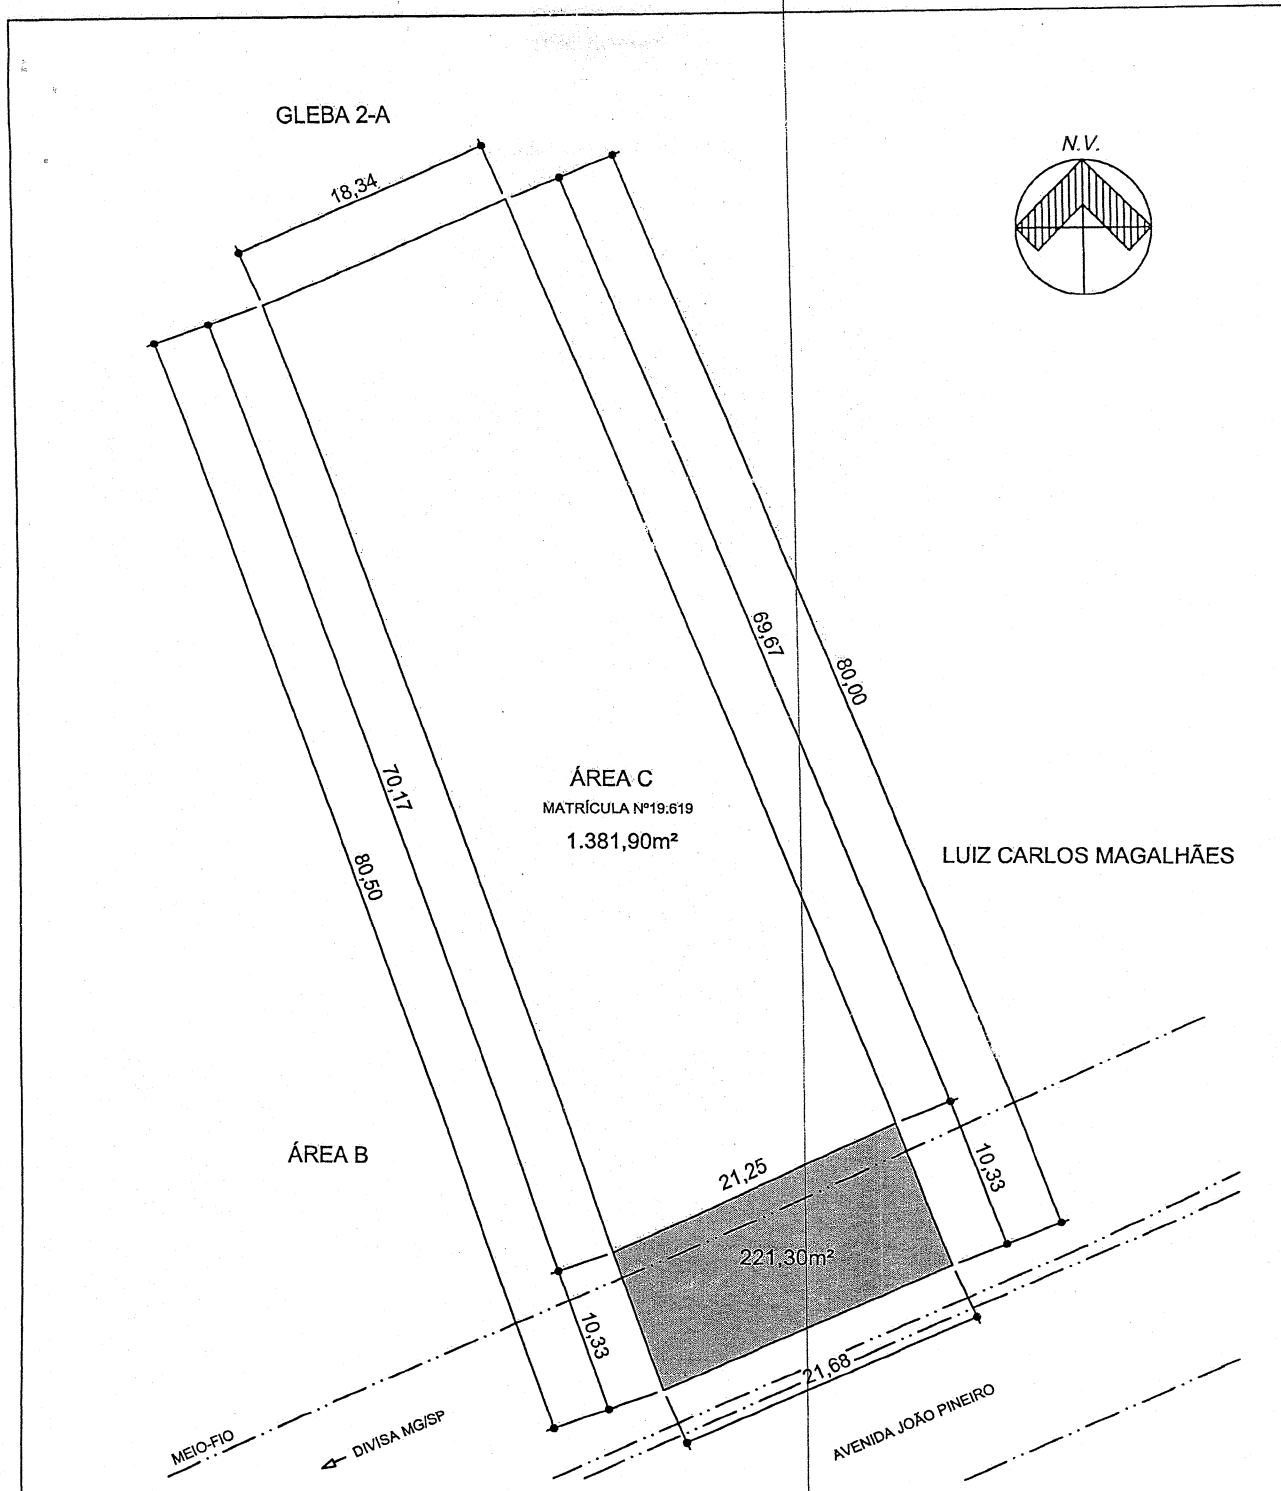 GLEBA 2-A
N.V.
18,34
69,67
80,00
70,17
80,50
ÁREA C
MATRÍCULA Nº19.619
1.381,90m²
LUIZ CARLOS MAGALHÃES
ÁREA B
21,25
10,33
221,30m²
10,33
21,68
MEIO-FIO
DIVISA MG/SP
AVENIDA JOÃO PINEIRO